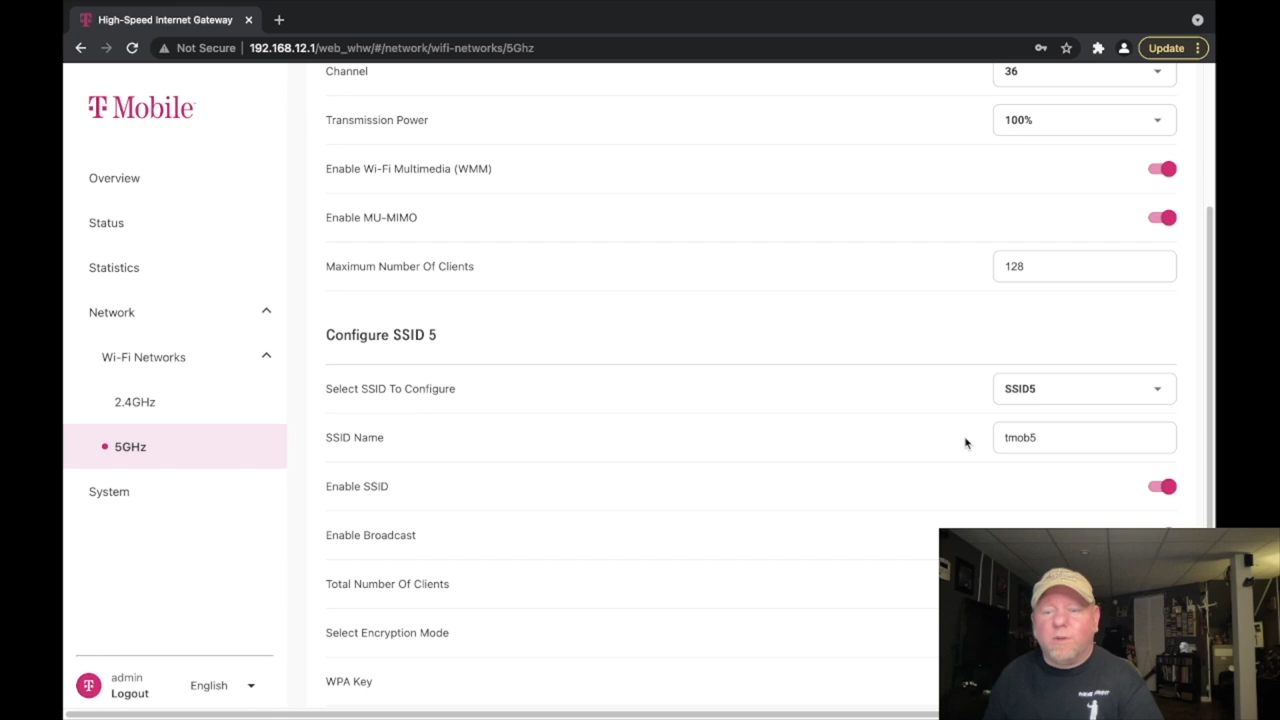 High-Speed Internet Gateway
Not Secure
192.168.12.1/web_whw/#/network/wifi-networks/5Ghz
Update
T Mobile
Overview
Status
Statistics
Network
Wi-Fi Networks
2.4GHz
5GHz
System
admin
Logout
English
Channel
36
Transmission Power
100%
Enable Wi-Fi Multimedia (WMM)
Enable MU-MIMO
Maximum Number Of Clients
128
Configure SSID 5
Select SSID To Configure
SSID5
SSID Name
tmob5
Enable SSID
Enable Broadcast
Total Number Of Clients
Select Encryption Mode
WPA Key